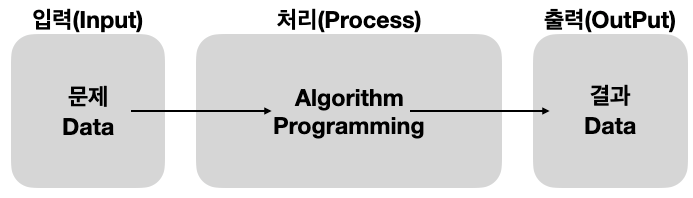 입력(Input)
처리(Process)
출력(OutPut)
문제
Data
Algorithm
Programming
결과
Data